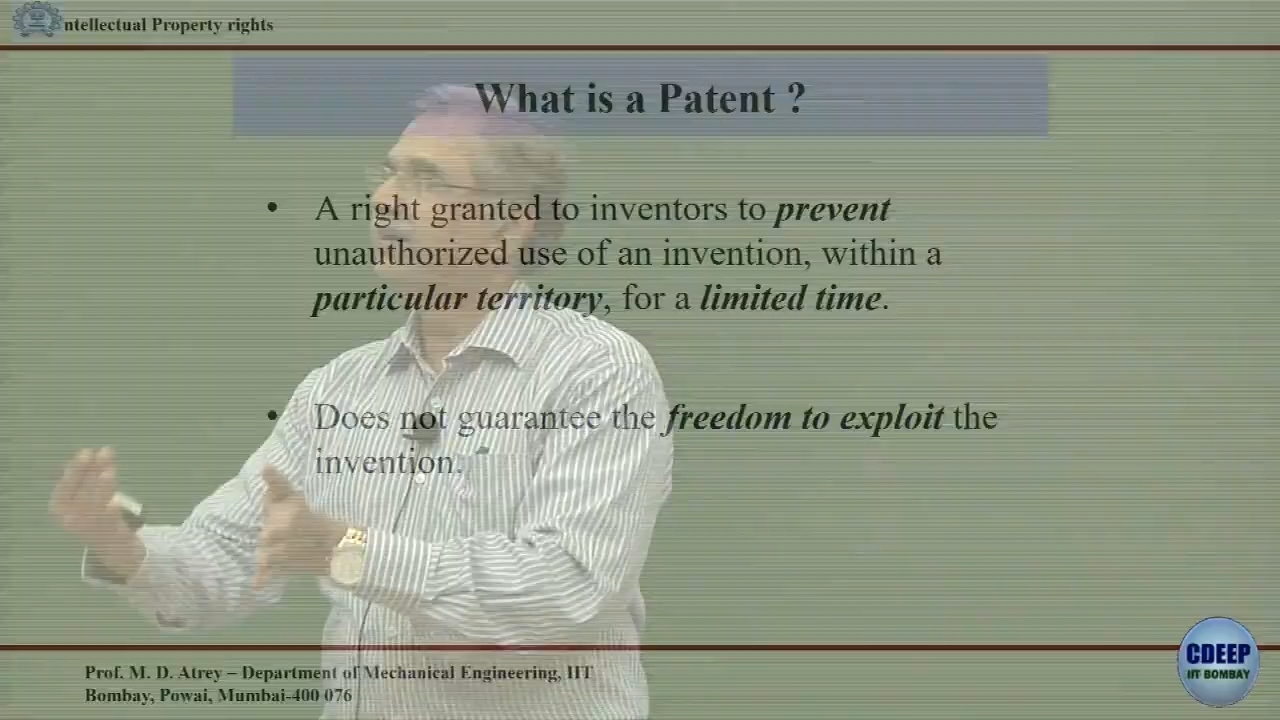 ntellectual Property rights
What is a Patent ?
• A right granted to inventors to prevent
unauthorized use of an invention, within a
particular territory, for a limited time.
• Does not guarantee the freedom to exploit the
invention.
Prof. M. D. Atrey – Department of Mechanical Engineering, IIT
Bombay, Powai, Mumbai-400 076
CDEEP
IIT BOMBAY